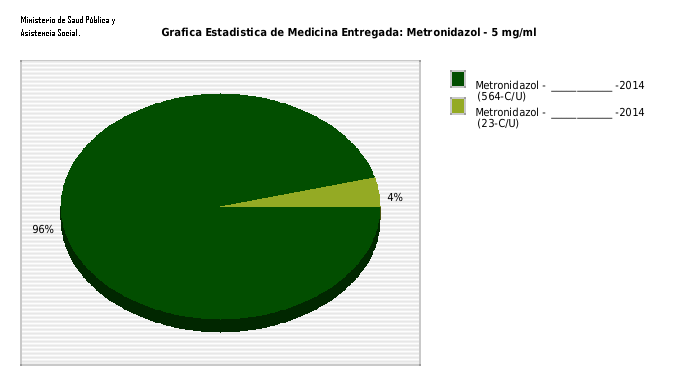 Ministerio de Saud Pública y
Asistencia Social.
Grafica Estadistica de Medicina Entregada: Metronidazol - 5 mg/ml
Metronidazol - ___________ -2014
(564-C/U)
Metronidazol - ___________ -2014
(23-C/U)
4%
96%